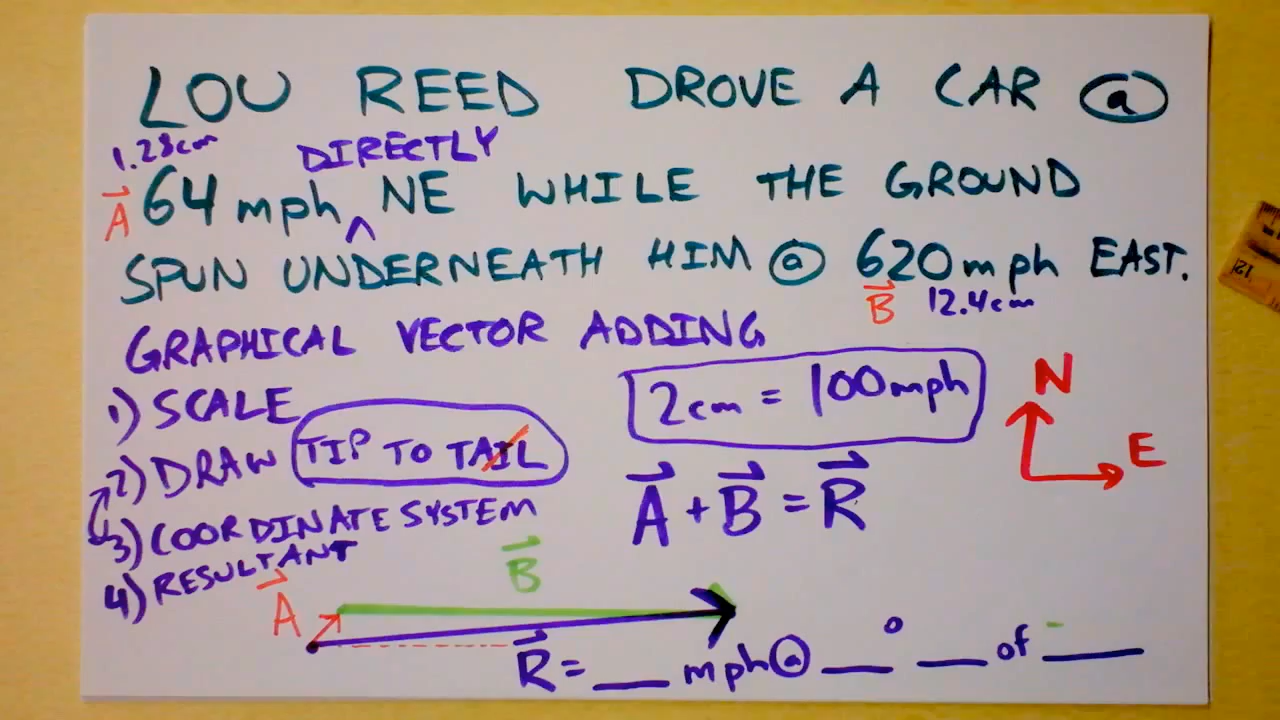 LOU REED DROVE A CAR @
1.28cm DIRECTLY
A 64 mph ^ NE WHILE THE GROUND
SPUN UNDERNEATH HIM @ 620 mph EAST.
B 12.4cm
GRAPHICAL VECTOR ADDING
1) SCALE
2cm = 100mph
N
E
2) DRAW TIP TO TAIL
A + B = R
3) COORDINATE SYSTEM
4) RESULTANT
B
A
R = ___ mph @ ___° ___ of ___
12